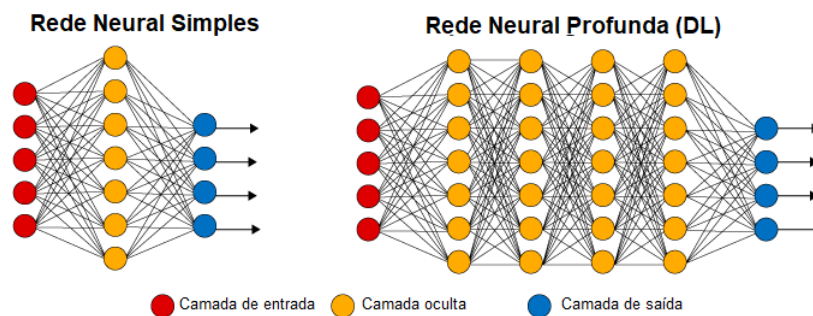 Rede Neural Simples
Rede Neural Profunda (DL)
Camada de entrada
Camada oculta
Camada de saída